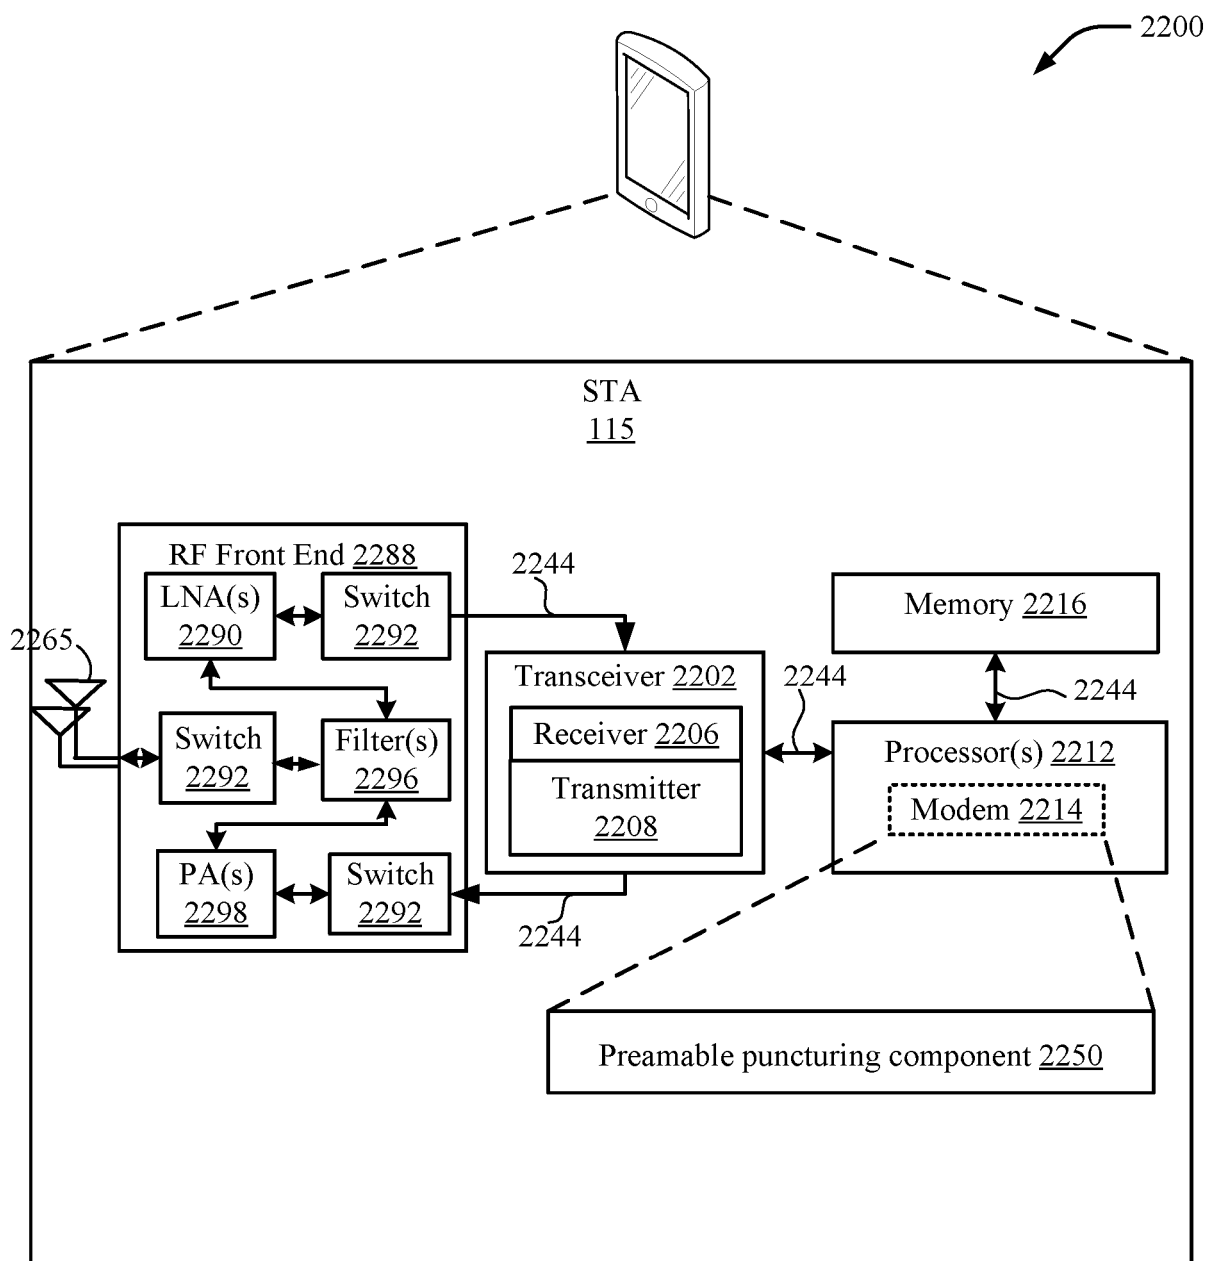 2200
STA
115
RF Front End 2288
LNA(s)
2290
Switch
2292
2244
2265
Switch
2292
Filter(s)
2296
PA(s)
2298
Switch
2292
2244
Transceiver 2202
Receiver 2206
Transmitter
2208
2244
Memory 2216
2244
Processor(s) 2212
Modem 2214
Preamable puncturing component 2250